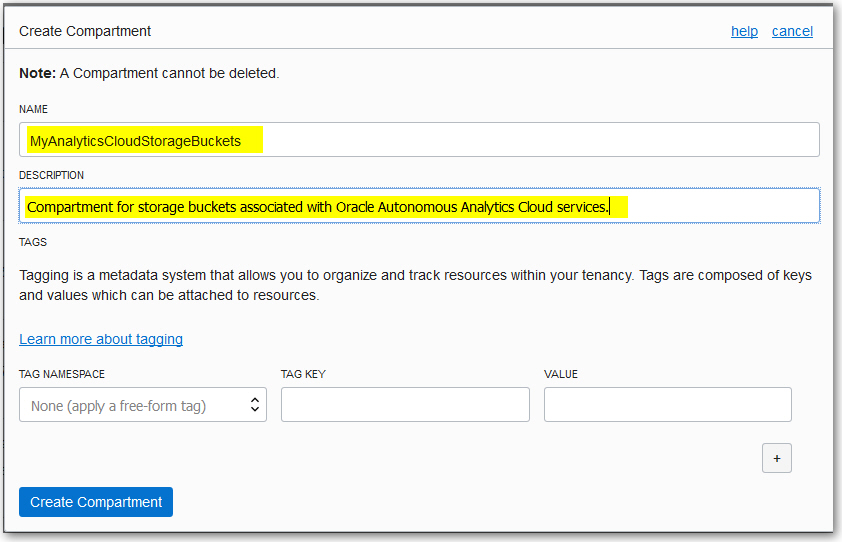 Create Compartment help cancel
Note: A Compartment cannot be deleted.
NAME
MyAnalyticsCloudStorageBuckets
DESCRIPTION
Compartment for storage buckets associated with Oracle Autonomous Analytics Cloud services.
TAGS
Tagging is a metadata system that allows you to organize and track resources within your tenancy. Tags are composed of keys
and values which can be attached to resources.
Learn more about tagging
TAG NAMESPACE TAG KEY VALUE
None (apply a free-form tag)
+
Create Compartment